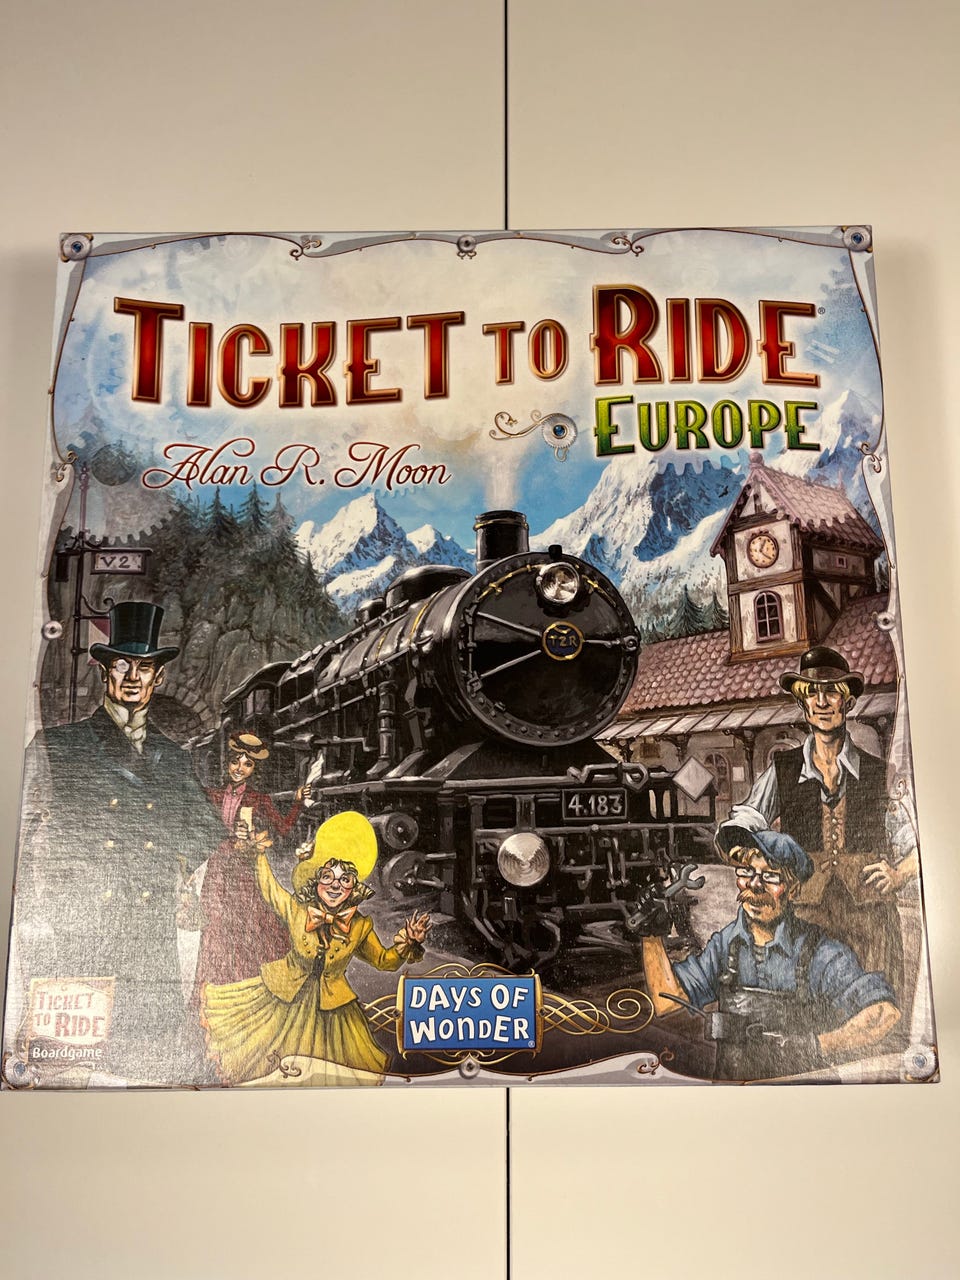 TICKET TO RIDE®
EUROPE
Alan R. Moon
V2
T2R
4.183
DAYS OF
WONDER®
TICKET
TO RIDE
Boardgame